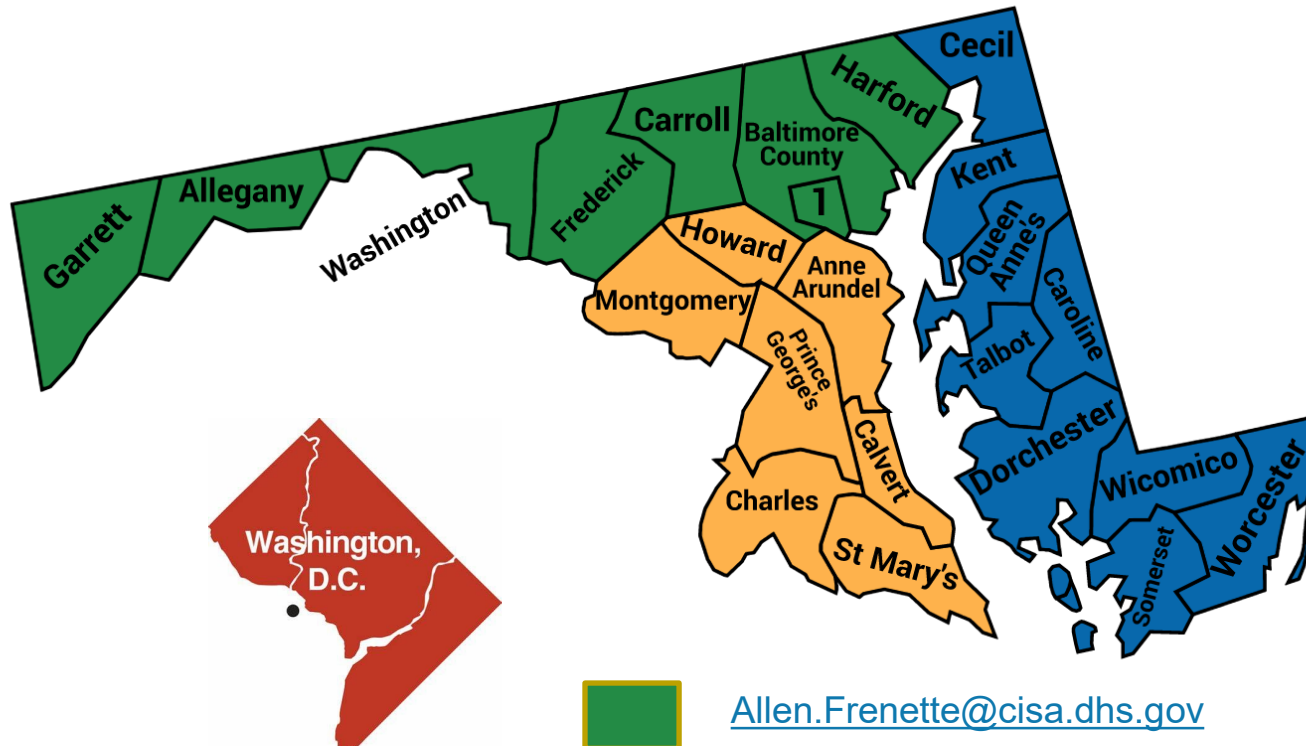 Cecil
Harford
Carroll
Baltimore
County
Kent
Allegany
Frederick
1
Queen
Anne's
Garrett
Washington
Howard
Anne
Arundel
Montgomery
Caroline
Prince
George's
Talbot
Calvert
Dorchester
Wicomico
Worcester
Charles
St Mary's
Somerset
Washington,
D.C.
Allen.Frenette@cisa.dhs.gov